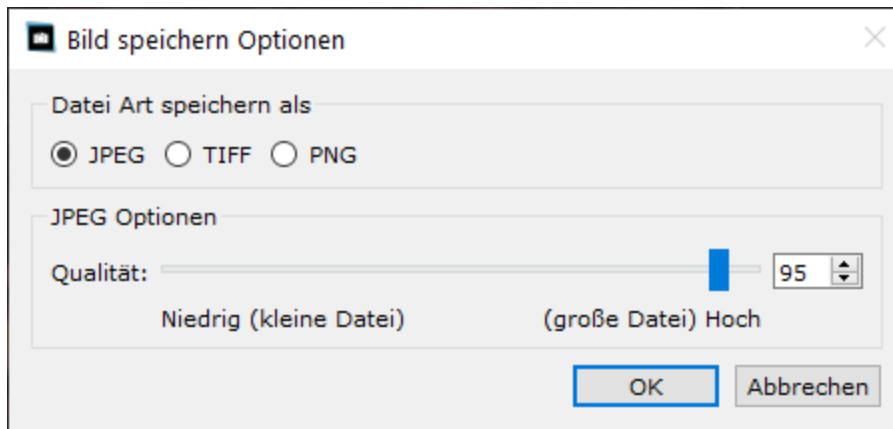 Bild speichern Optionen
Datei Art speichern als
JPEG TIFF PNG
JPEG Optionen
Qualität: 95
Niedrig (kleine Datei) (große Datei) Hoch
OK Abbrechen